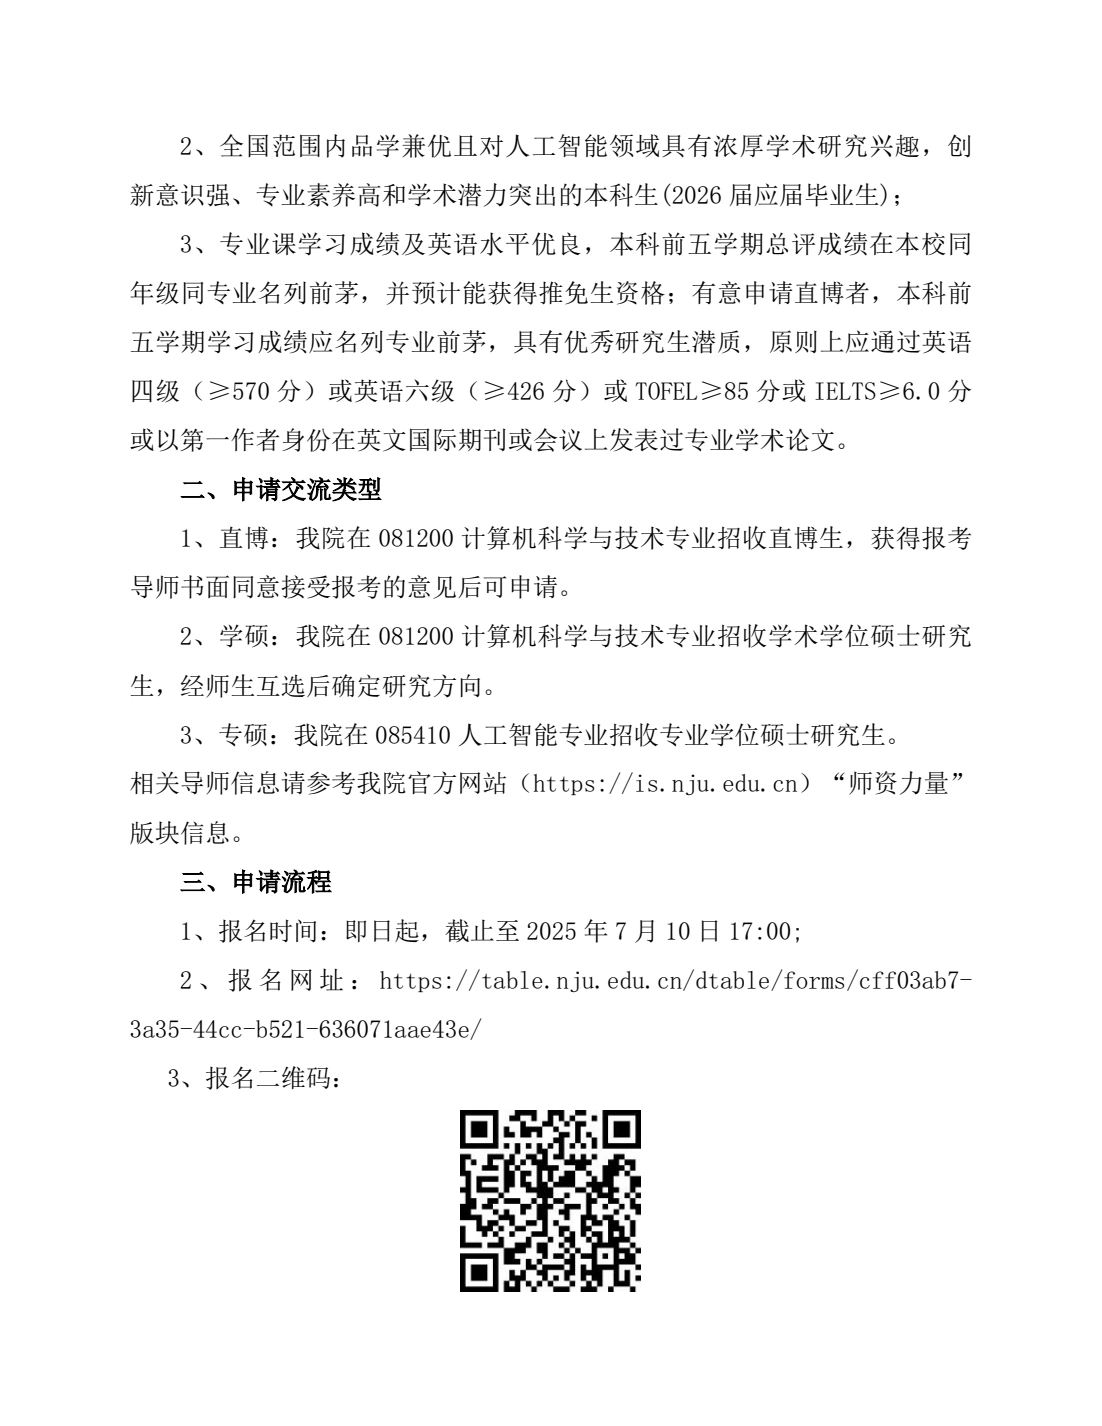 2、全国范围内品学兼优且对人工智能领域具有浓厚学术研究兴趣，创
新意识强、专业素养高和学术潜力突出的本科生(2026 届应届毕业生)；
3、专业课学习成绩及英语水平优良，本科前五学期总评成绩在本校同
年级同专业名列前茅，并预计能获得推免生资格；有意申请直博者，本科前
五学期学习成绩应名列专业前茅，具有优秀研究生潜质，原则上应通过英语
四级（≥570 分）或英语六级（≥426 分）或 TOFEL≥85 分或 IELTS≥6.0 分
或以第一作者身份在英文国际期刊或会议上发表过专业学术论文。
二、申请交流类型
1、直博：我院在 081200 计算机科学与技术专业招收直博生，获得报考
导师书面同意接受报考的意见后可申请。
2、学硕：我院在 081200 计算机科学与技术专业招收学术学位硕士研究
生，经师生互选后确定研究方向。
3、专硕：我院在 085410 人工智能专业招收专业学位硕士研究生。
相关导师信息请参考我院官方网站（https://is.nju.edu.cn）“师资力量”
版块信息。
三、申请流程
1、报名时间：即日起，截止至 2025 年 7 月 10 日 17:00;
2、报名网址：https://table.nju.edu.cn/dtable/forms/cff03ab7-
3a35-44cc-b521-636071aae43e/
3、报名二维码：